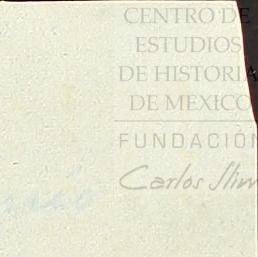 CENTRO DE
ESTUDIOS
DE HISTORIA
DE MEXICO
FUNDACIÓN
Carlos Slim